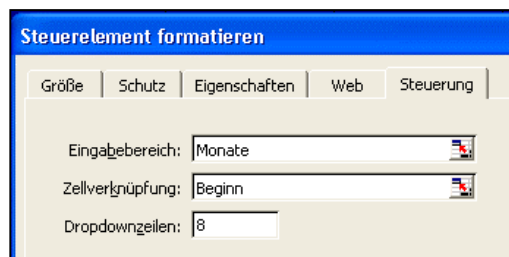 Steuerelement formatieren
Größe Schutz Eigenschaften Web Steuerung
Eingabebereich: Monate
Zellverknüpfung: Beginn
Dropdownzeilen: 8